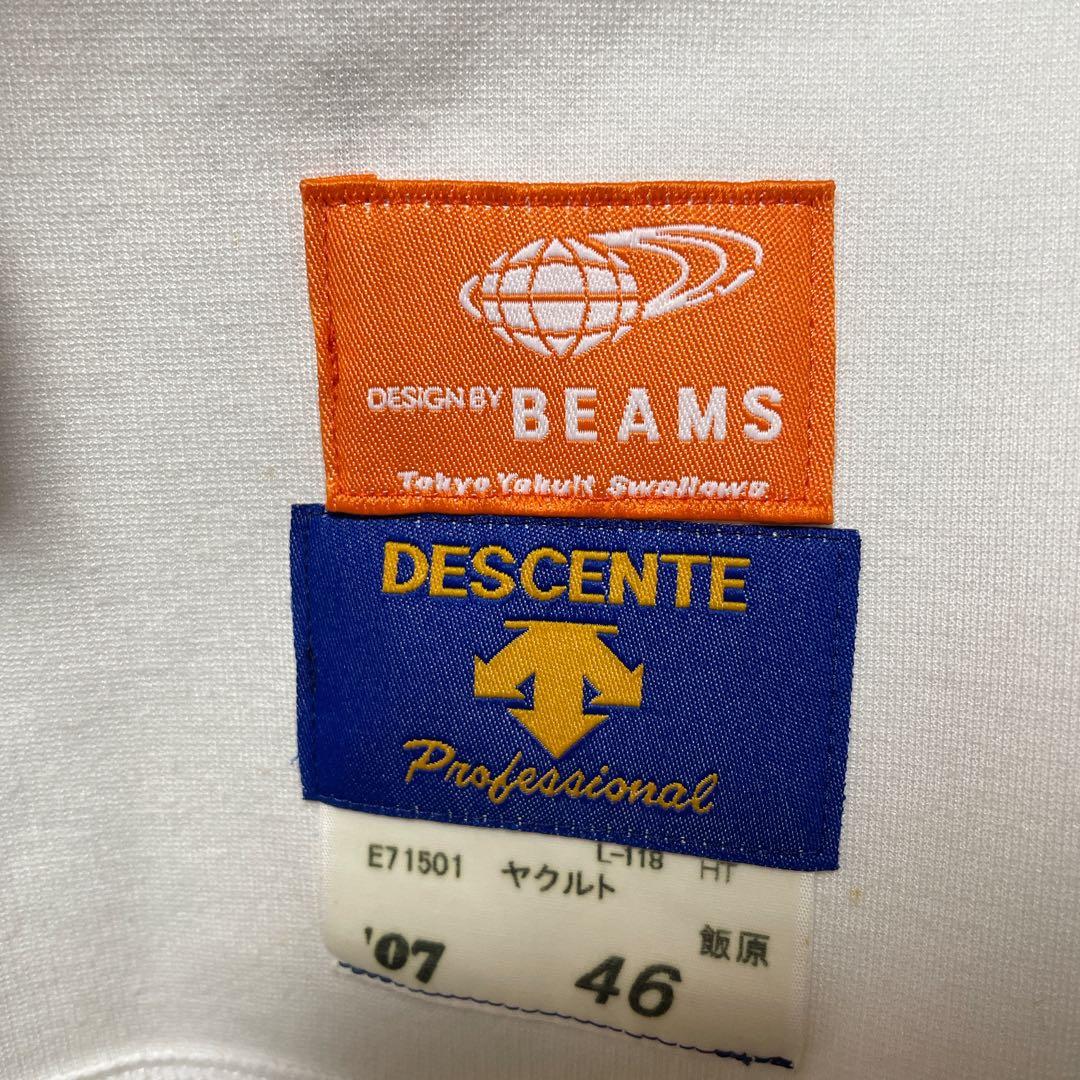 DESIGN BY BEAMS
Tokyo Yakult Swallows
DESCENTE
Professional
L-118 HT
E71501 ヤクルト
'07 46 飯原